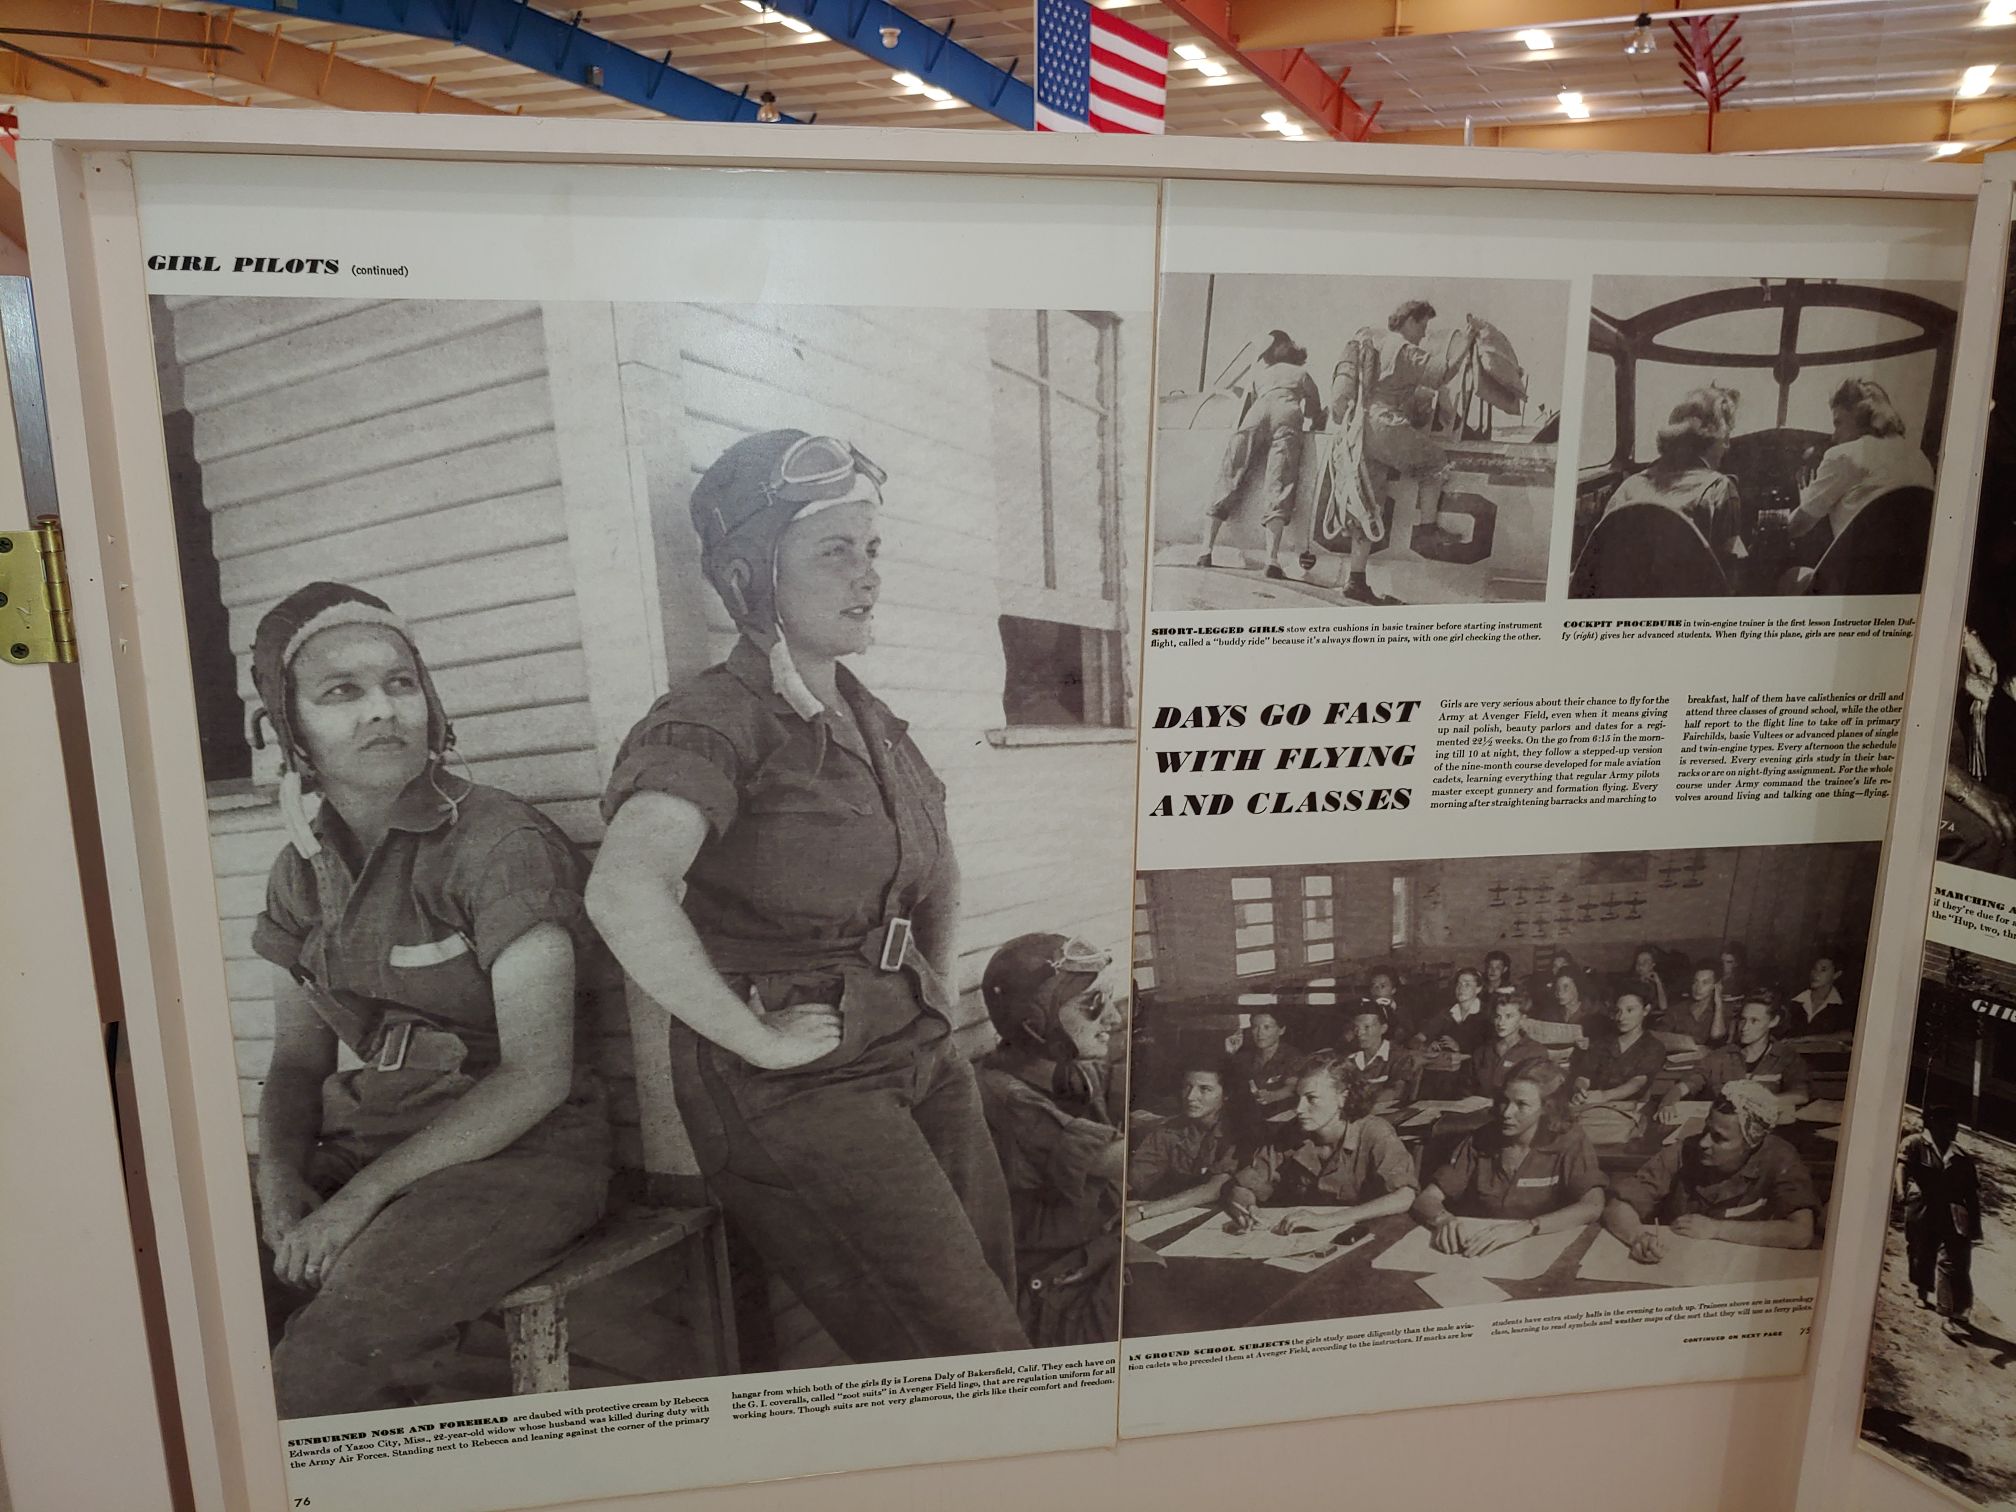 GIRL PILOTS (continued)
SUNBURNED NOSE AND FOREHEAD are daubed with protective cream by Rebecca
Edwards of Yazoo City, Miss., 22-year-old widow whose husband was killed during duty with
the Army Air Forces. Standing next to Rebecca and leaning against the corner of the primary
hangar from which both of the girls fly is Lorena Daly of Bakersfield, Calif. They each have on
the G. I. coveralls, called "zoot suits" in Avenger Field lingo, that are regulation uniform for all
working hours. Though suits are not very glamorous, the girls like their comfort and freedom.
76
55
SHORT-LEGGED GIRLS stow extra cushions in basic trainer before starting instrument
flight, called a "buddy ride" because it's always flown in pairs, with one girl checking the other.
COCKPIT PROCEDURE in twin-engine trainer is the first lesson Instructor Helen Duf-
fy (right) gives her advanced students. When flying this plane, girls are near end of training.
DAYS GO FAST
WITH FLYING
AND CLASSES
Girls are very serious about their chance to fly for the
Army at Avenger Field, even when it means giving
up nail polish, beauty parlors and dates for a regi-
mented 22½ weeks. On the go from 6:15 in the morn-
ing till 10 at night, they follow a stepped-up version
of the nine-month course developed for male aviation
cadets, learning everything that regular Army pilots
master except gunnery and formation flying. Every
morning after straightening barracks and marching to
breakfast, half of them have calisthenics or drill and
attend three classes of ground school, while the other
half report to the flight line to take off in primary
Fairchilds, basic Vultees or advanced planes of single
and twin-engine types. Every afternoon the schedule
is reversed. Every evening girls study in their bar-
racks or are on night-flying assignment. For the whole
course under Army command the trainee's life re-
volves around living and talking one thing—flying.
IN GROUND SCHOOL SUBJECTS the girls study more diligently than the male avia-
tion cadets who preceded them at Avenger Field, according to the instructors. If marks are low
students have extra study halls in the evening to catch up. Trainees above are in meteorology
class, learning to read symbols and weather maps of the sort that they will use as ferry pilots.
CONTINUED ON NEXT PAGE 75
74
MARCHING
if they're due for
the "Hup, two,